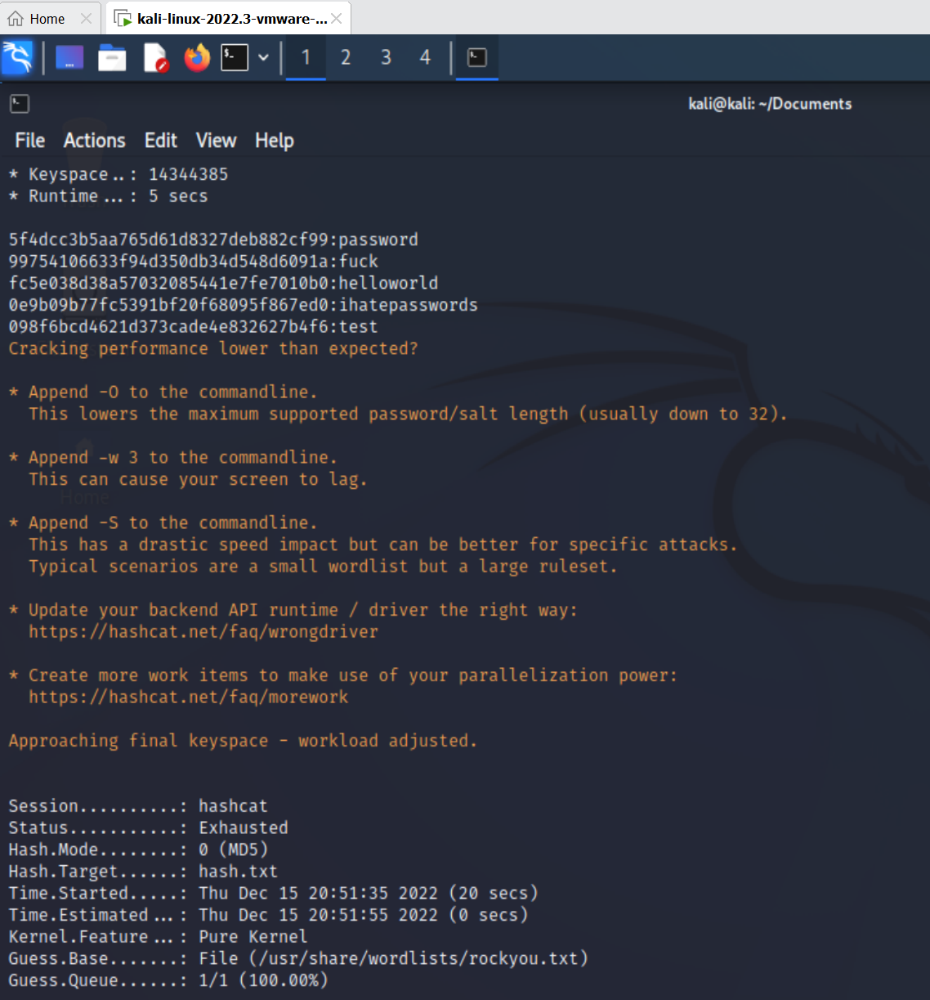 Home
kali-linux-2022.3-vmware-...
1 2 3 4
kali@kali: ~/Documents
File Actions Edit View Help
* Keyspace..: 14344385
* Runtime...: 5 secs
5f4dcc3b5aa765d61d8327deb882cf99:password
99754106633f94d350db34d548d6091a:fuck
fc5e038d38a57032085441e7fe7010b0:helloworld
0e9b09b77fc5391bf20f68095f867ed0:ihatepasswords
098f6bcd4621d373cade4e832627b4f6:test
Cracking performance lower than expected?
* Append -O to the commandline.
This lowers the maximum supported password/salt length (usually down to 32).
* Append -w 3 to the commandline.
This can cause your screen to lag.
Home
* Append -S to the commandline.
This has a drastic speed impact but can be better for specific attacks.
Typical scenarios are a small wordlist but a large ruleset.
* Update your backend API runtime / driver the right way:
https://hashcat.net/faq/wrongdriver
* Create more work items to make use of your parallelization power:
https://hashcat.net/faq/morework
Approaching final keyspace - workload adjusted.
Session..........: hashcat
Status...........: Exhausted
Hash.Mode........: 0 (MD5)
Hash.Target......: hash.txt
Time.Started.....: Thu Dec 15 20:51:35 2022 (20 secs)
Time.Estimated...: Thu Dec 15 20:51:55 2022 (0 secs)
Kernel.Feature...: Pure Kernel
Guess.Base.......: File (/usr/share/wordlists/rockyou.txt)
Guess.Queue......: 1/1 (100.00%)